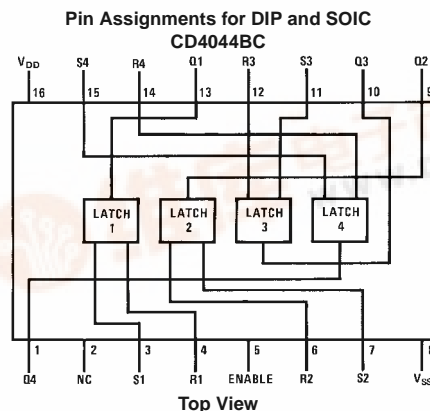 Pin Assignments for DIP and SOIC
CD4044BC
VDD S4 R4 Q1 R3 S3 Q3 Q2
16 15 14 13 12 11 10 9
LATCH 1
LATCH 2
LATCH 3
LATCH 4
1 2 3 4 5 6 7 8
Q4 NC S1 R1 ENABLE R2 S2 VSS
Top View